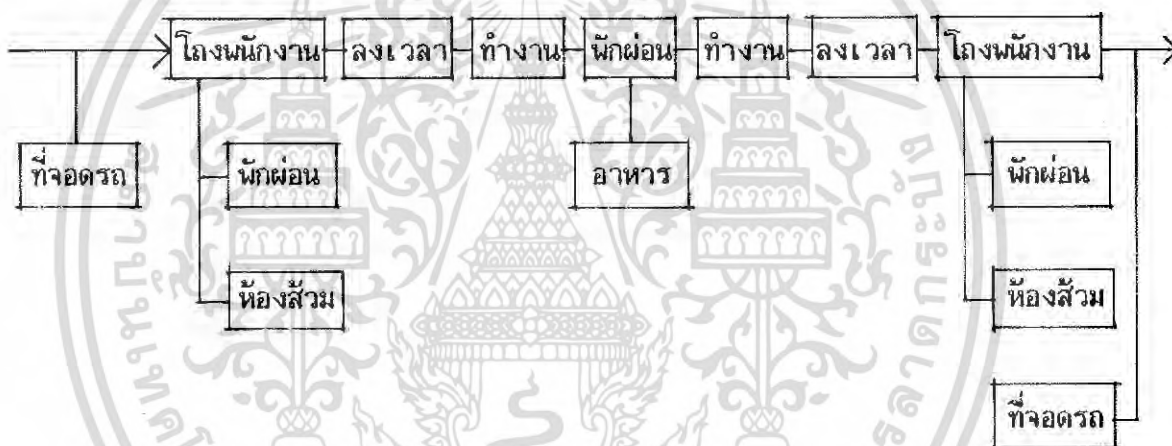 โถงพนักงาน ลงเวลา ทำงาน พักผ่อน ทำงาน ลงเวลา โถงพนักงาน
ที่จอดรถ พักผ่อน อาหาร พักผ่อน
ห้องส้วม ห้องส้วม
ที่จอดรถ